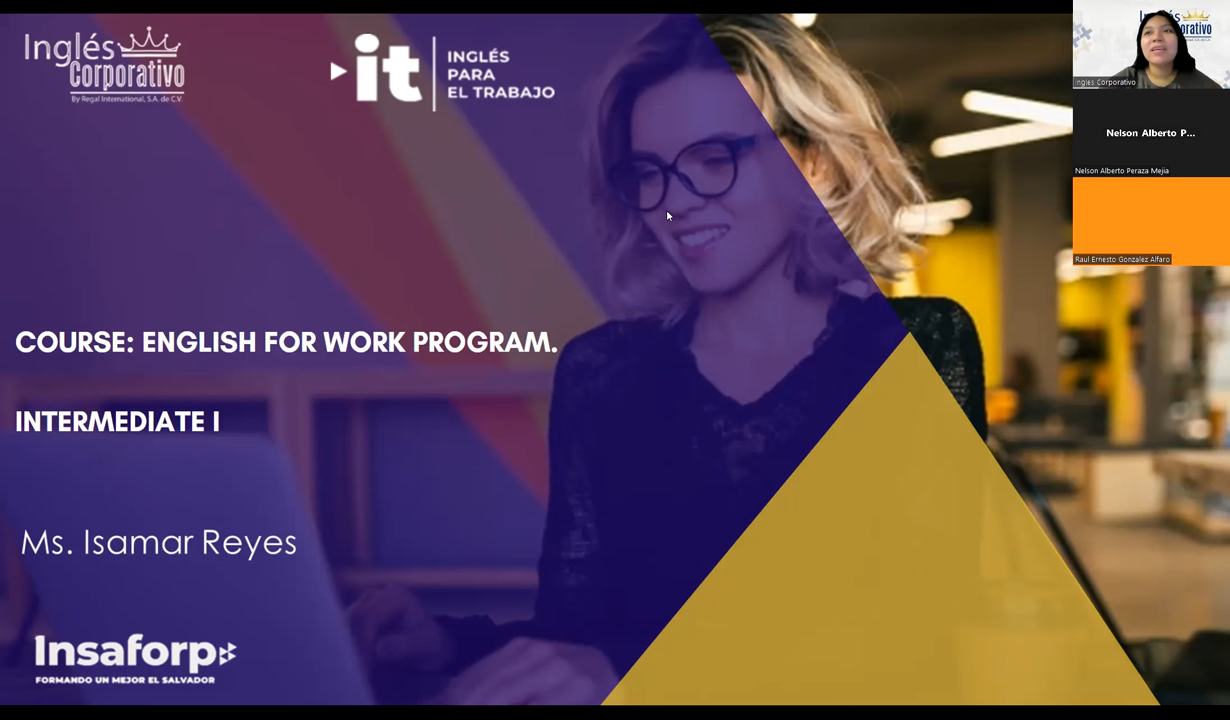 Inglés
Corporativo
By Regal International, S.A. de C.V.
it
INGLÉS
PARA
EL TRABAJO
COURSE: ENGLISH FOR WORK PROGRAM.
INTERMEDIATE I
Ms. Isamar Reyes
Insaforp
FORMANDO UN MEJOR EL SALVADOR
Ingles Corporativo
Nelson Alberto P...
Nelson Alberto Peraza Mejia
Raul Ernesto Gonzalez Alfaro